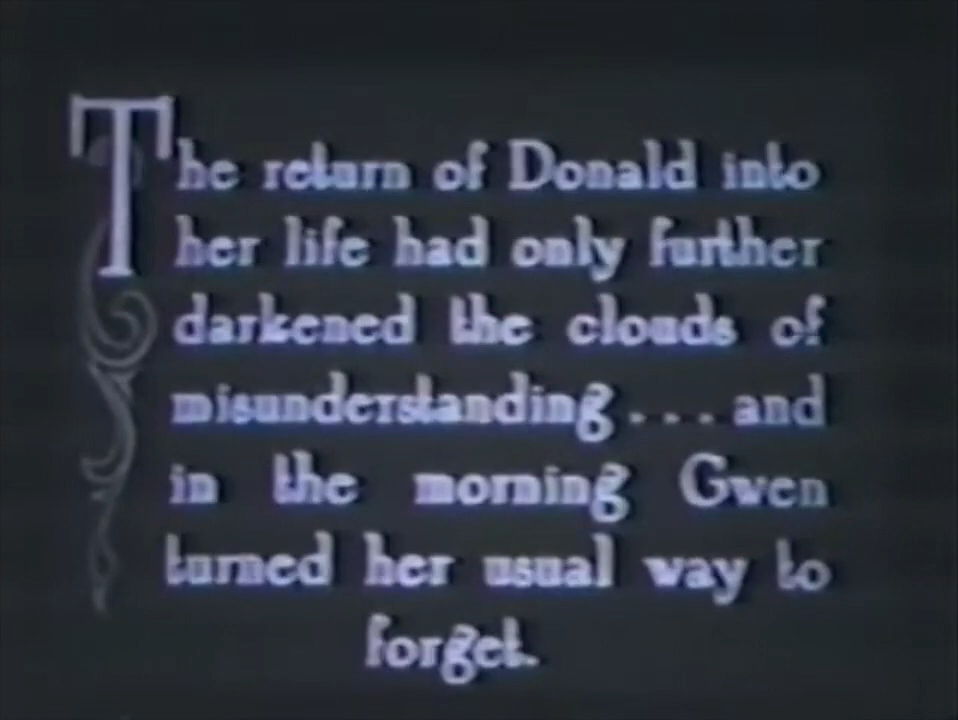 The return of Donald into
her life had only further
darkened the clouds of
misunderstanding... and
in the morning Gwen
turned her usual way to
forget.